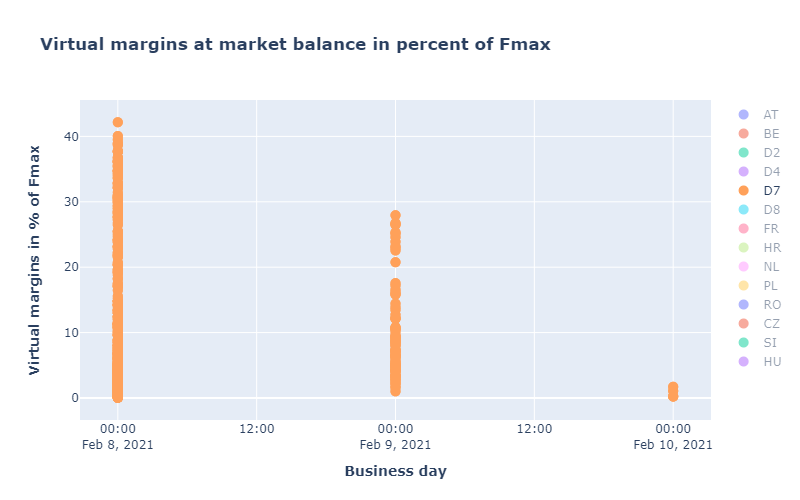 Virtual margins at market balance in percent of Fmax
Virtual margins in % of Fmax
40
30
20
10
0
00:00
Feb 8, 2021
12:00
00:00
Feb 9, 2021
12:00
00:00
Feb 10, 2021
Business day
AT
BE
D2
D4
D7
D8
FR
HR
NL
PL
RO
CZ
SI
HU